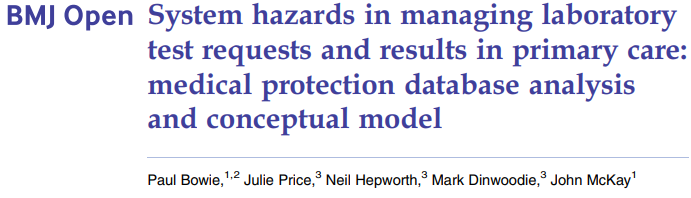 BMJ Open System hazards in managing laboratory
test requests and results in primary care:
medical protection database analysis
and conceptual model
Paul Bowie,1,2 Julie Price,3 Neil Hepworth,3 Mark Dinwoodie,3 John McKay1